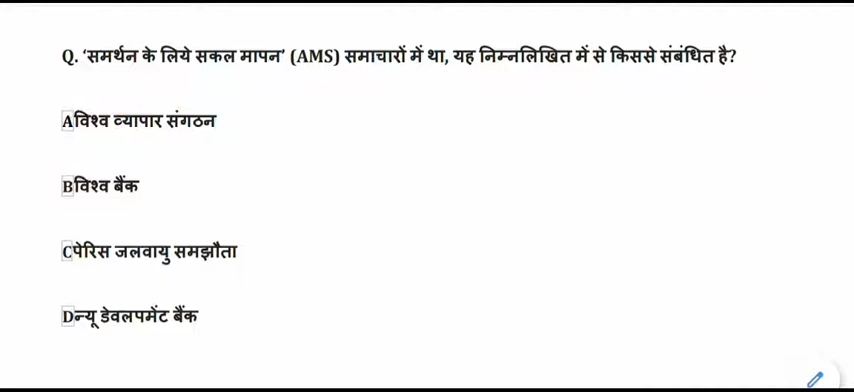 Q. ‘समर्थन के लिये सकल मापन’ (AMS) समाचारों में था, यह निम्नलिखित में से किससे संबंधित है?
Aविश्व व्यापार संगठन
Bविश्व बैंक
Cपेरिस जलवायु समझौता
Dन्यू डेवलपमेंट बैंक